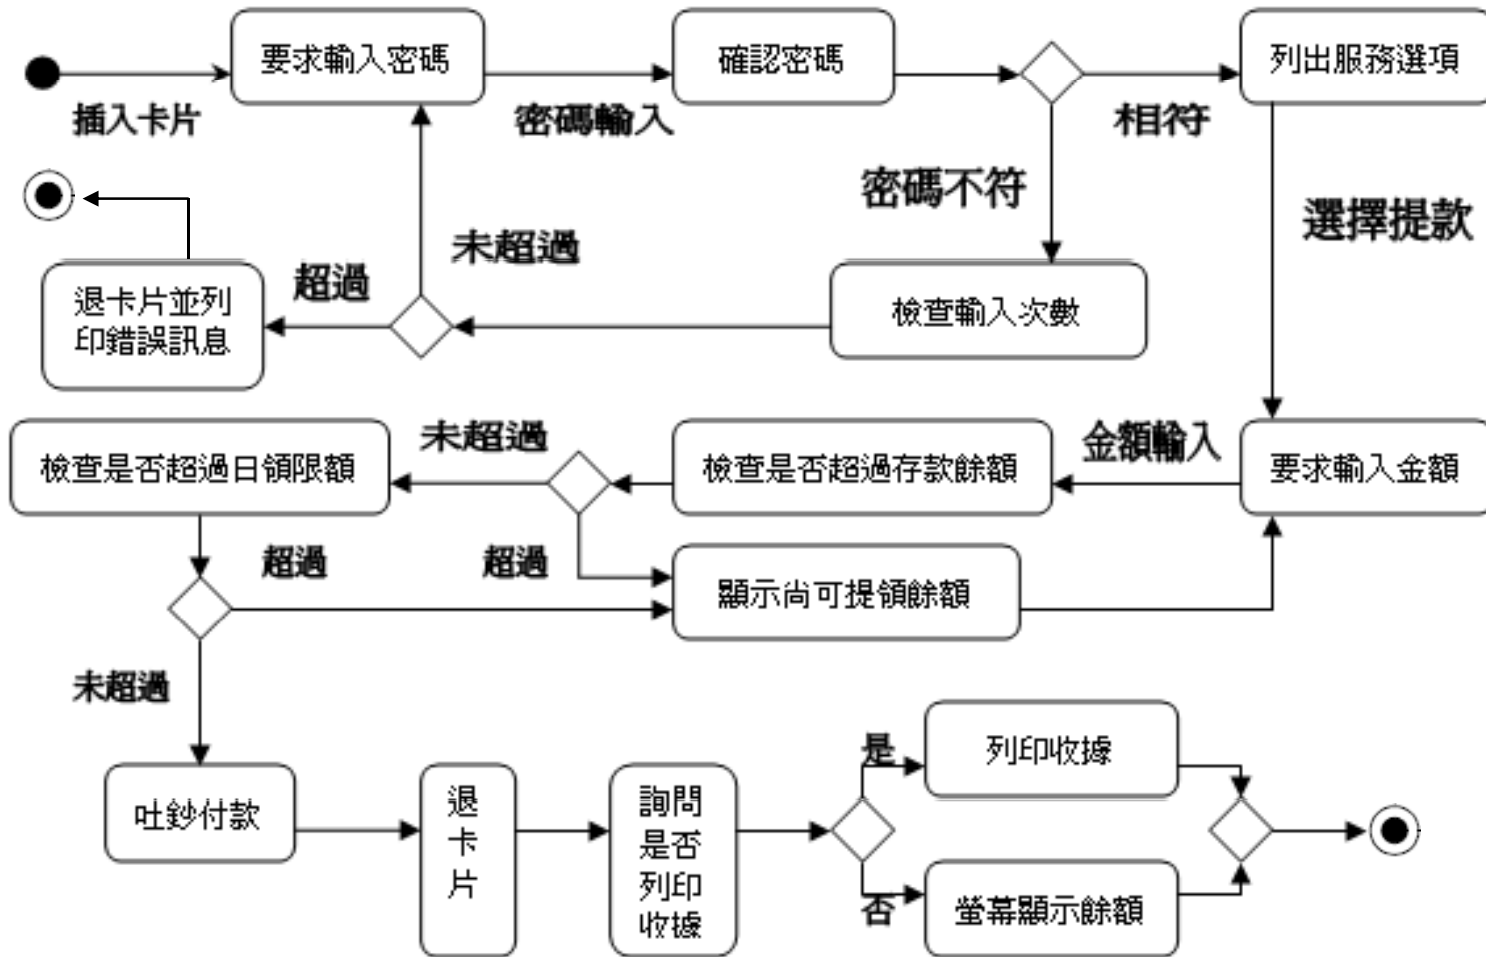 要求輸入密碼
確認密碼
列出服務選項
插入卡片
密碼輸入
相符
密碼不符
選擇提款
未超過
超過
退卡片並列
印錯誤訊息
檢查輸入次數
檢查是否超過日領限額
未超過
檢查是否超過存款餘額
金額輸入
要求輸入金額
超過
超過
顯示尚可提領餘額
未超過
吐鈔付款
退
卡
片
詢問
是否
列印
收據
是
列印收據
否
螢幕顯示餘額